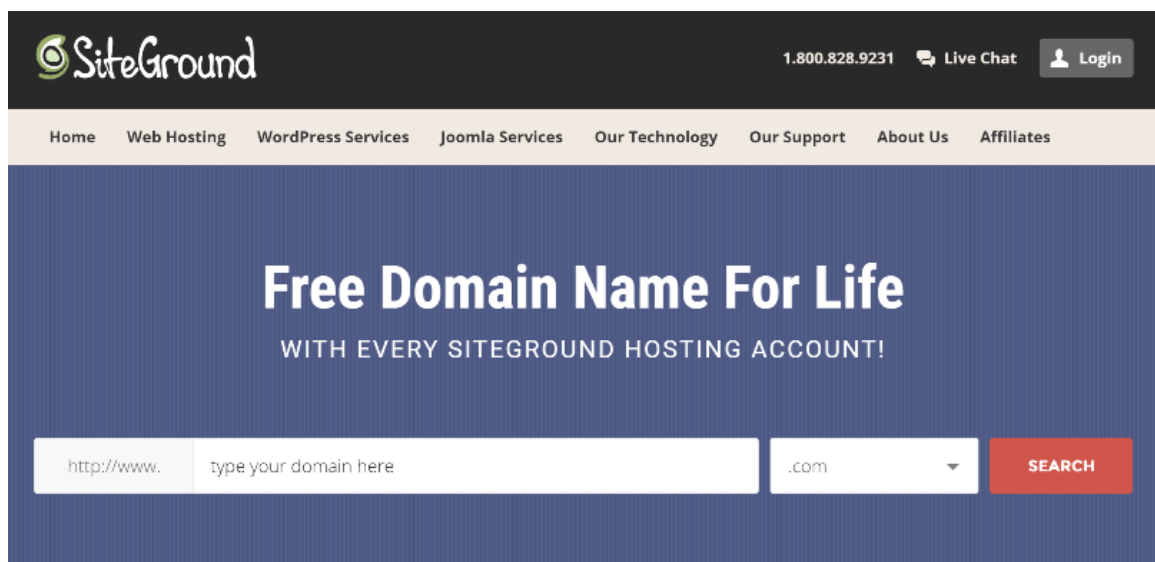 SiteGround
1.800.828.9231 Live Chat Login
Home Web Hosting WordPress Services Joomla Services Our Technology Our Support About Us Affiliates
Free Domain Name For Life
WITH EVERY SITEGROUND HOSTING ACCOUNT!
http://www. type your domain here .com SEARCH